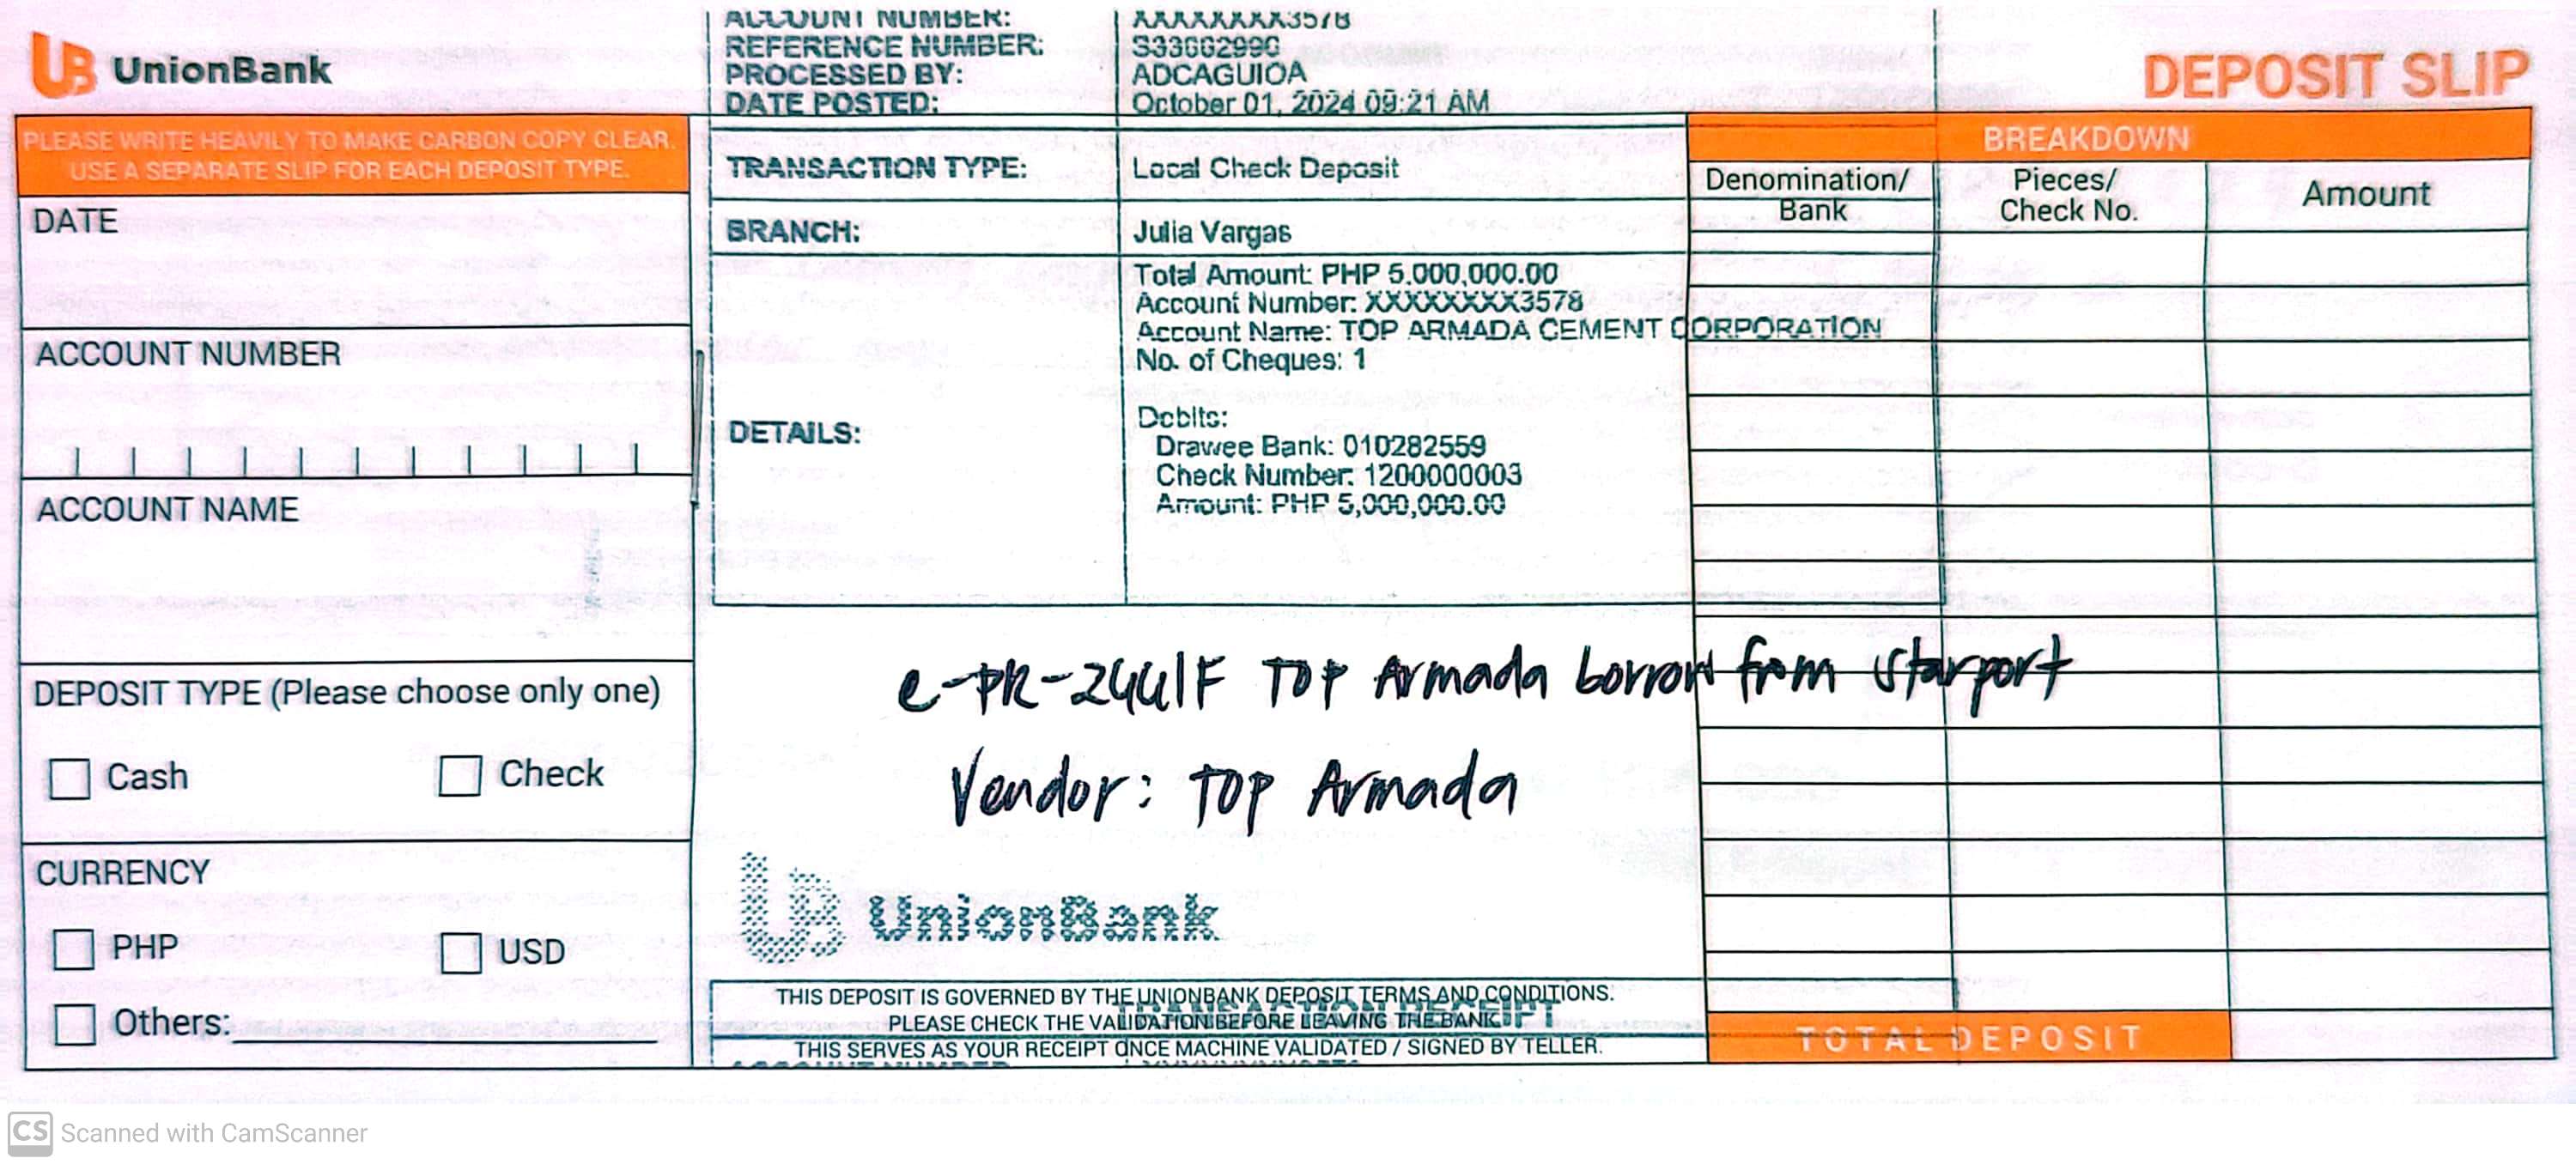 UB UnionBank
DEPOSIT SLIP
ACCOUNT NUMBER: XXXXXXXX3578
REFERENCE NUMBER:
PROCESSED BY: ADCAGUIOA
DATE POSTED: October 01, 2024 09:21 AM
TRANSACTION TYPE: Local Check Deposit
BRANCH: Julia Vargas
DETAILS:
Total Amount: PHP 5,000,000.00
Account Number: XXXXXXXX3578
Account Name: TOP ARMADA CEMENT CORPORATION
No. of Cheques: 1
Debits:
Drawee Bank: 010282559
Check Number: 1200000003
Amount: PHP 5,000,000.00
PLEASE WRITE HEAVILY TO MAKE CARBON COPY CLEAR.
USE A SEPARATE SLIP FOR EACH DEPOSIT TYPE.
DATE
ACCOUNT NUMBER
ACCOUNT NAME
DEPOSIT TYPE (Please choose only one)
Cash Check
CURRENCY
PHP USD
Others:
BREAKDOWN
Denomination/ Pieces/ Amount
Bank Check No.
TOTAL DEPOSIT
Top Armada borrow from starport
Vendor: Top Armada
UB UnionBank
THIS DEPOSIT IS GOVERNED BY THE UNIONBANK DEPOSIT TERMS AND CONDITIONS.
TRANSACTION RECEIPT
PLEASE CHECK THE VALIDATION BEFORE LEAVING THE BANK.
THIS SERVES AS YOUR RECEIPT ONCE MACHINE VALIDATED / SIGNED BY TELLER.
ACCOUNT NUMBER
CS Scanned with CamScanner